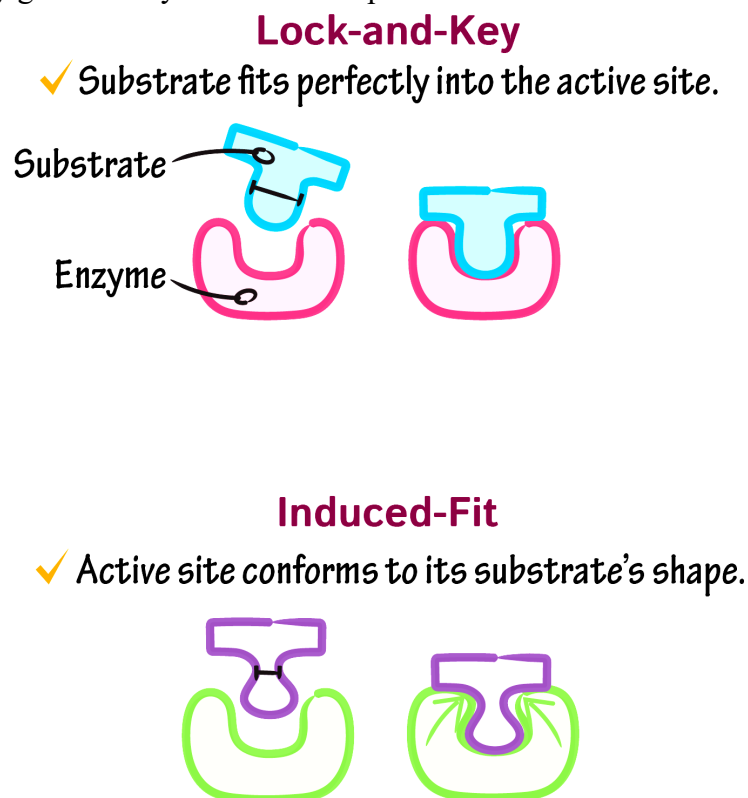 Lock-and-Key
Substrate fits perfectly into the active site.
Substrate
Enzyme
Induced-Fit
Active site conforms to its substrate's shape.